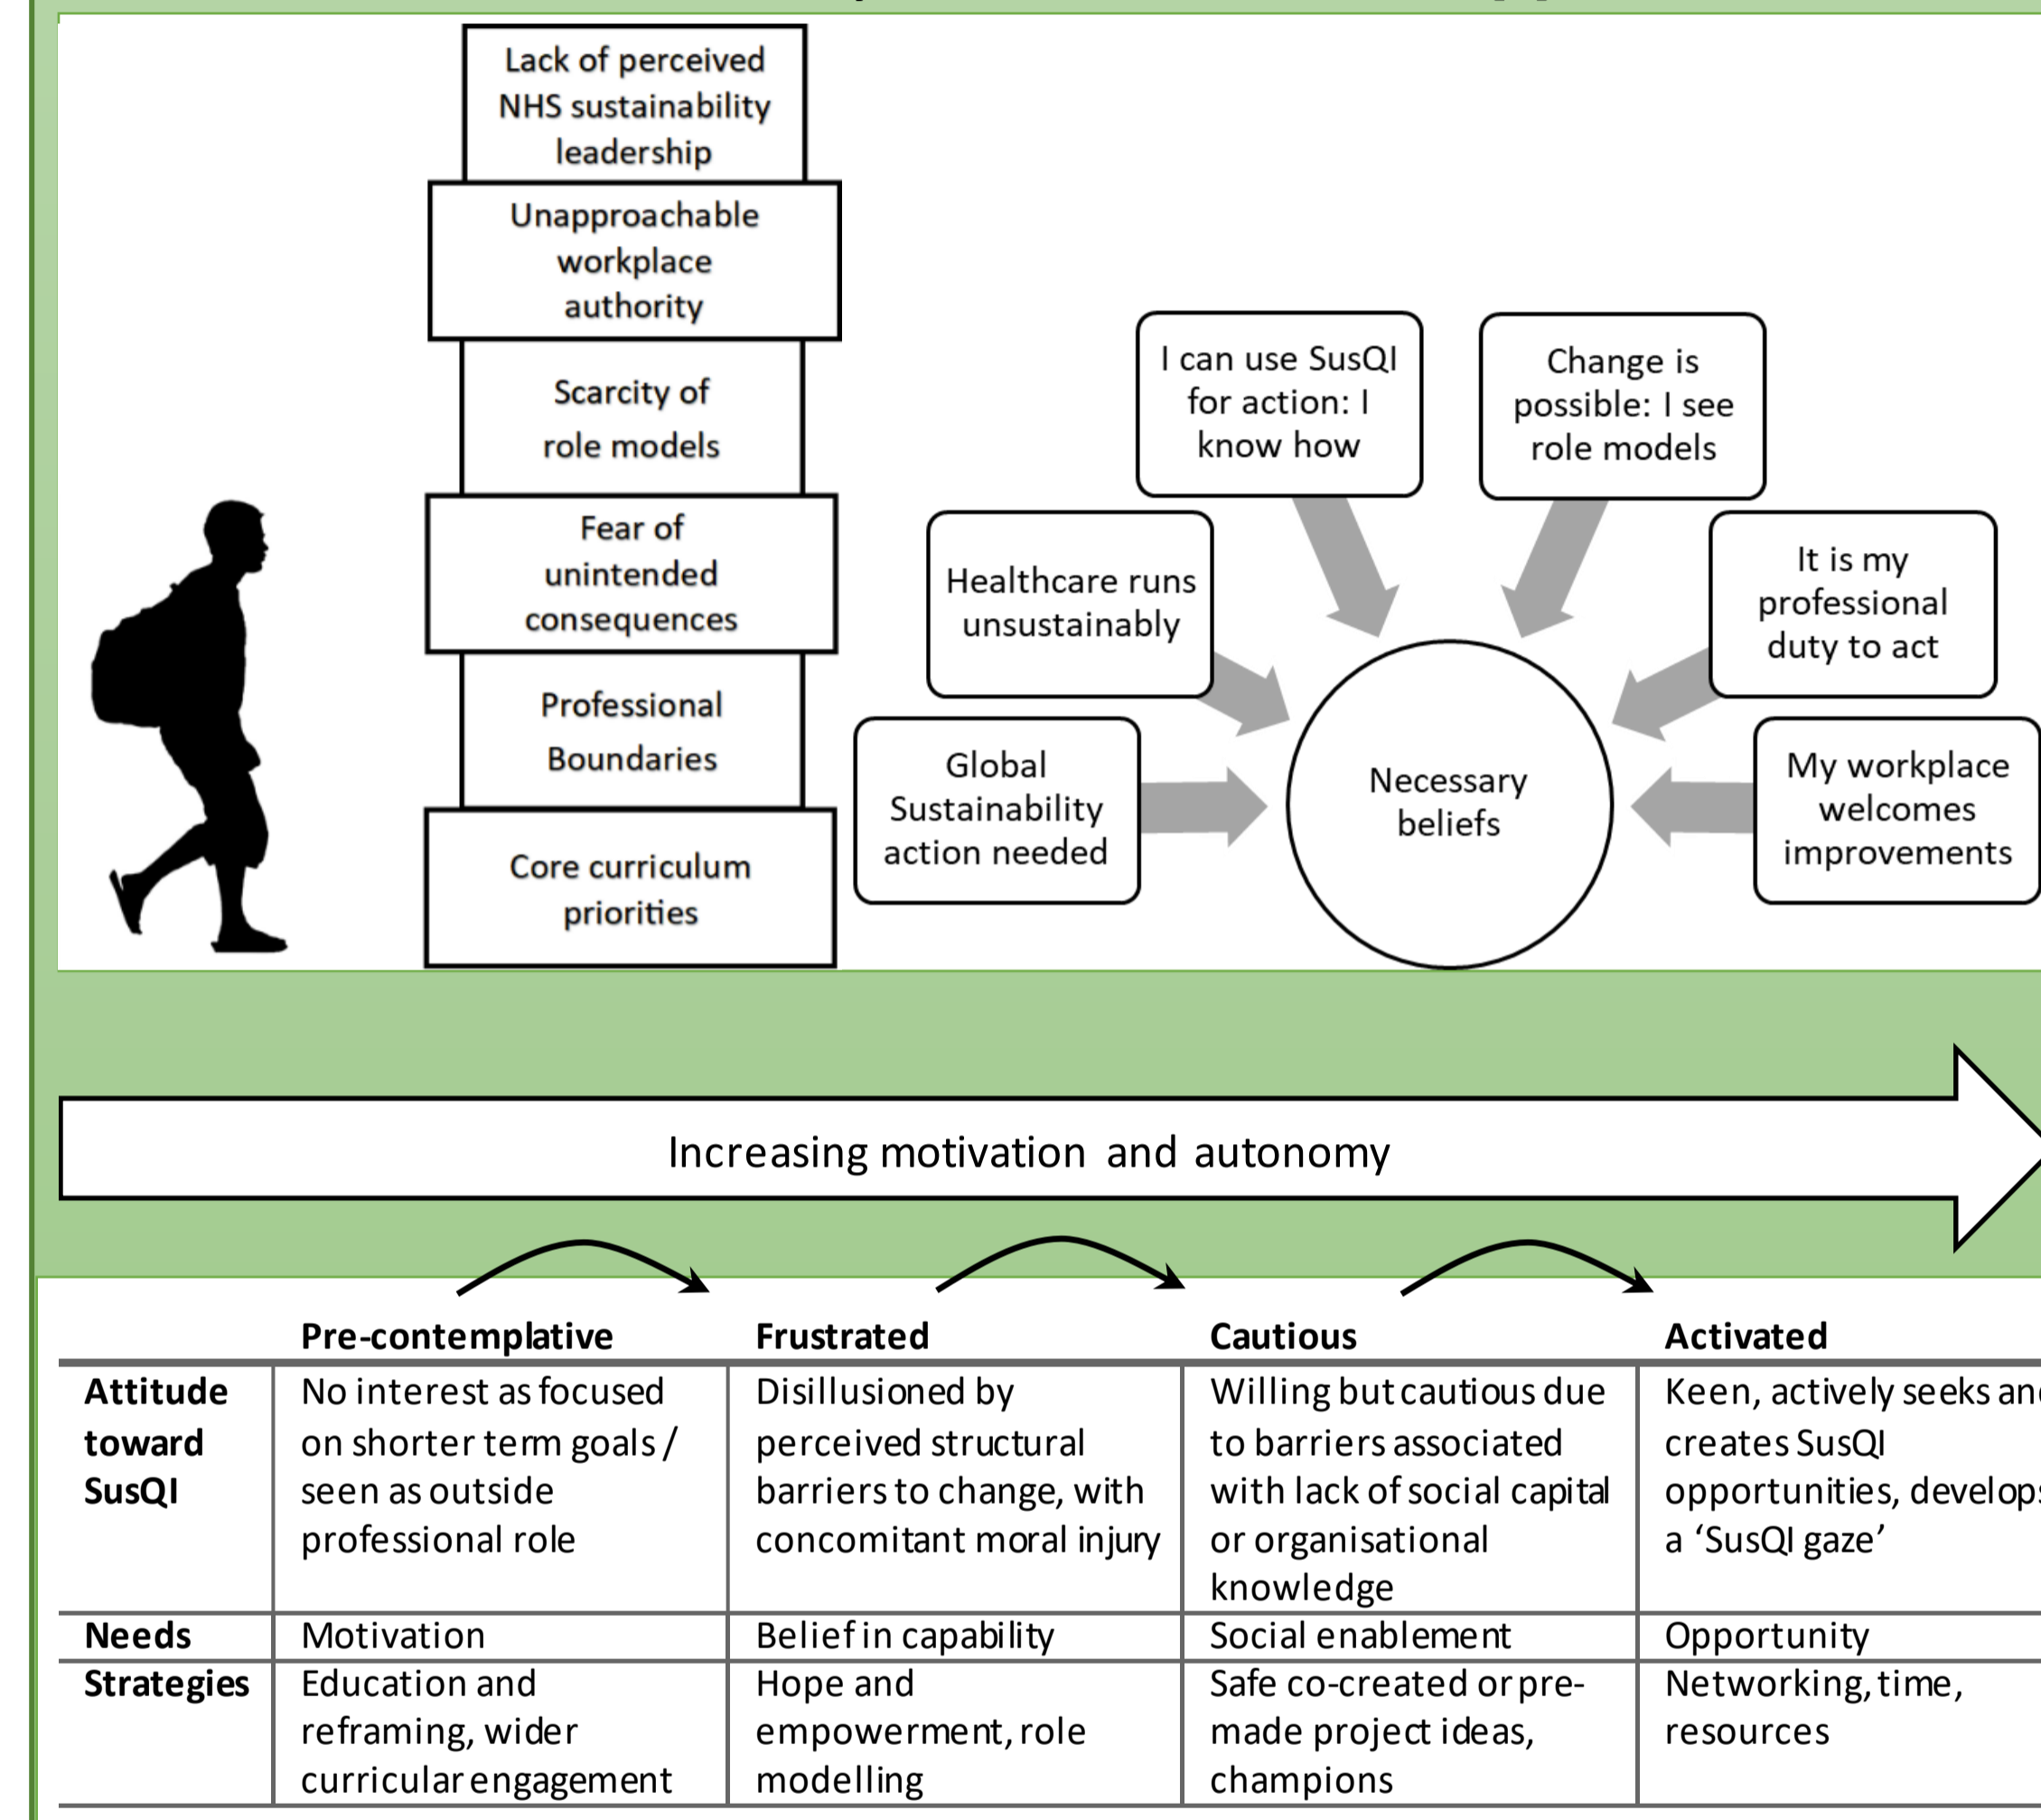 Lack of perceived
NHS sustainability
leadership
Unapproachable
workplace
authority
Scarcity of
role models
Fear of
unintended
consequences
Professional
Boundaries
Core curriculum
priorities
Global
Sustainability
action needed
Healthcare runs
unsustainably
I can use SusQI
for action: I
know how
Change is
possible: I see
role models
It is my
professional
duty to act
My workplace
welcomes
improvements
Necessary
beliefs
Increasing motivation and autonomy
Pre-contemplative
Frustrated
Cautious
Activated
Attitude
toward
SusQI
No interest as focused
on shorter term goals /
seen as outside
professional role
Disillusioned by
perceived structural
barriers to change, with
concomitant moral injury
Willing but cautious due
to barriers associated
with lack of social capital
or organisational
knowledge
Keen, actively seeks and
creates SusQI
opportunities, develops
a ‘SusQI gaze’
Needs
Motivation
Belief in capability
Social enablement
Opportunity
Strategies
Education and
reframing, wider
curricular engagement
Hope and
empowerment, role
modelling
Safe co-created or pre-
made project ideas,
champions
Networking, time,
resources